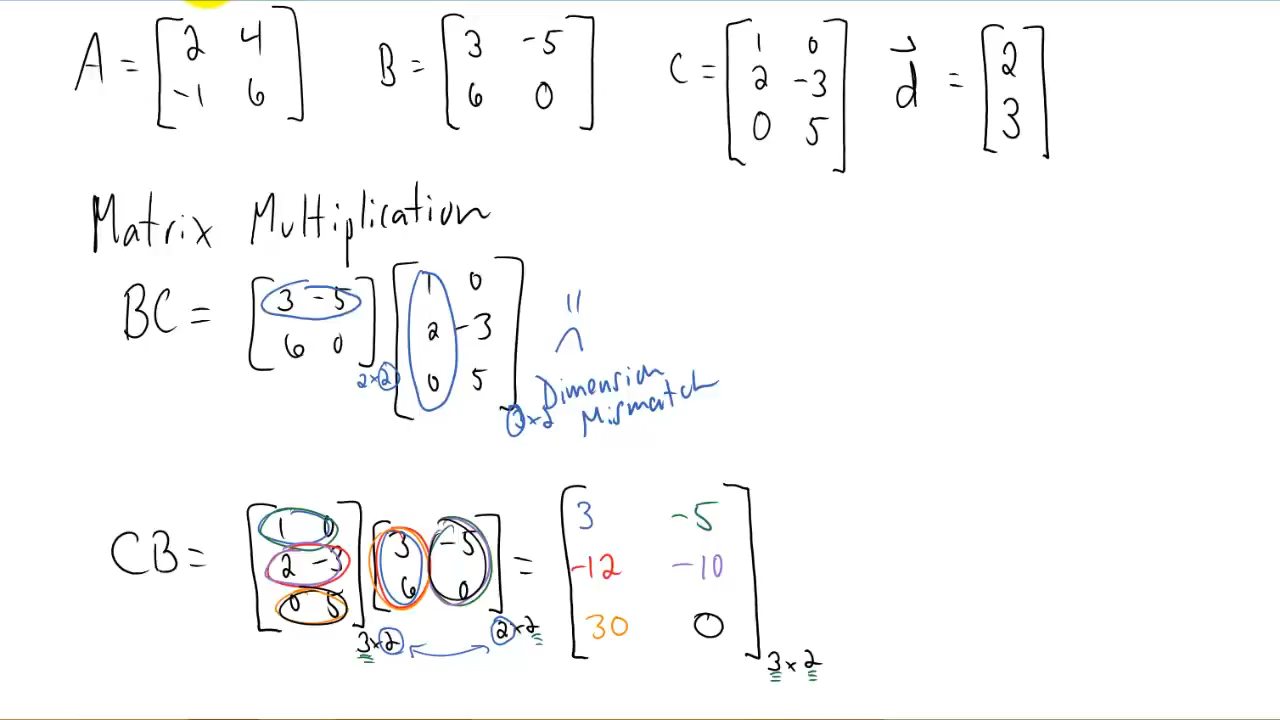 A = [2 4; -1 6] B = [3 -5; 6 0] C = [1 0; 2 -3; 0 5] d⃗ = [2; 3]
Matrix Multiplication
BC = [3 -5; 6 0] 2×2 [1 0; 2 -3; 0 5] 3×2
Dimension
Mismatch
CB = [1 0; 2 -3; 0 5] 3×2 [3 -5; 6 0] 2×2 = [3 -5; -12 -10; 30 0] 3×2